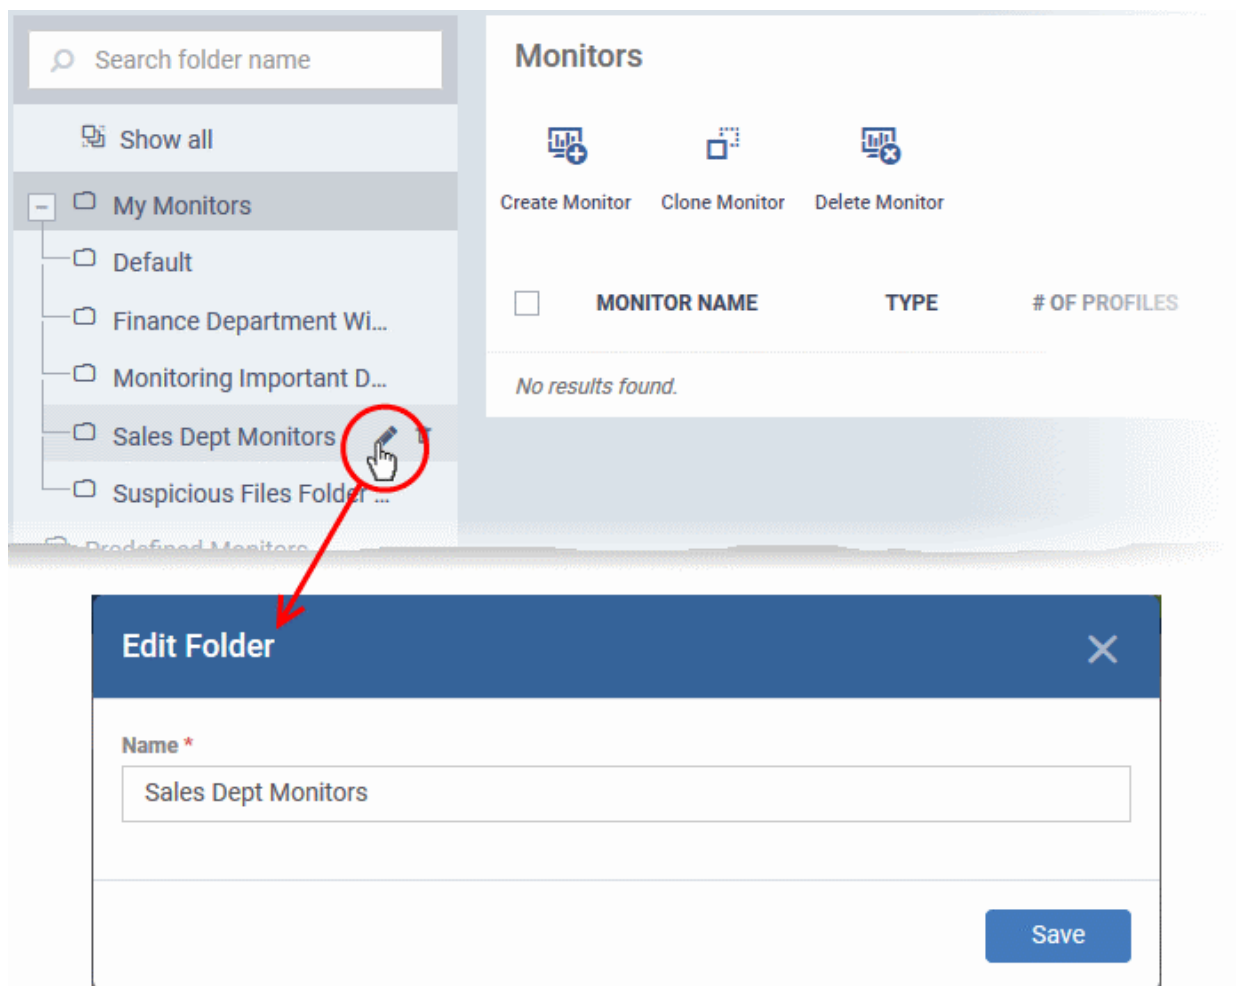 Search folder name
Show all
My Monitors
Default
Finance Department Wi...
Monitoring Important D...
Sales Dept Monitors
Suspicious Files Folder ...
Predefined Monitors
Monitors
Create Monitor
Clone Monitor
Delete Monitor
MONITOR NAME TYPE # OF PROFILES
No results found.
Edit Folder
Name *
Sales Dept Monitors
Save